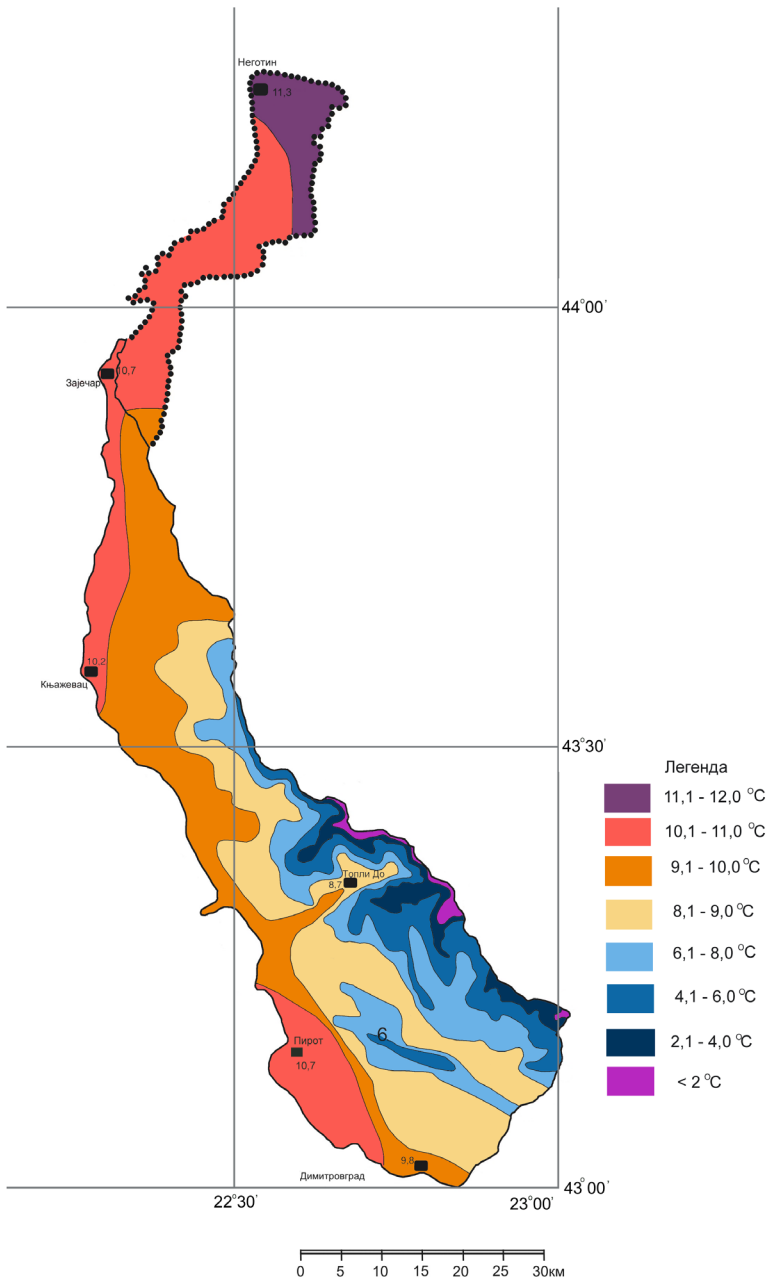 Неготин
11,3
44°00'
10,7
Зајечар
10,2
Књажевац
43°30'
Легенда
11,1 - 12,0 °C
10,1 - 11,0 °C
9,1 - 10,0 °C
8,1 - 9,0 °C
6,1 - 8,0 °C
4,1 - 6,0 °C
2,1 - 4,0 °C
< 2 °C
Топли До
8,7
6
Пирот
10,7
9,8
Димитровград
43°00'
22°30'
23°00'
0 5 10 15 20 25 30км